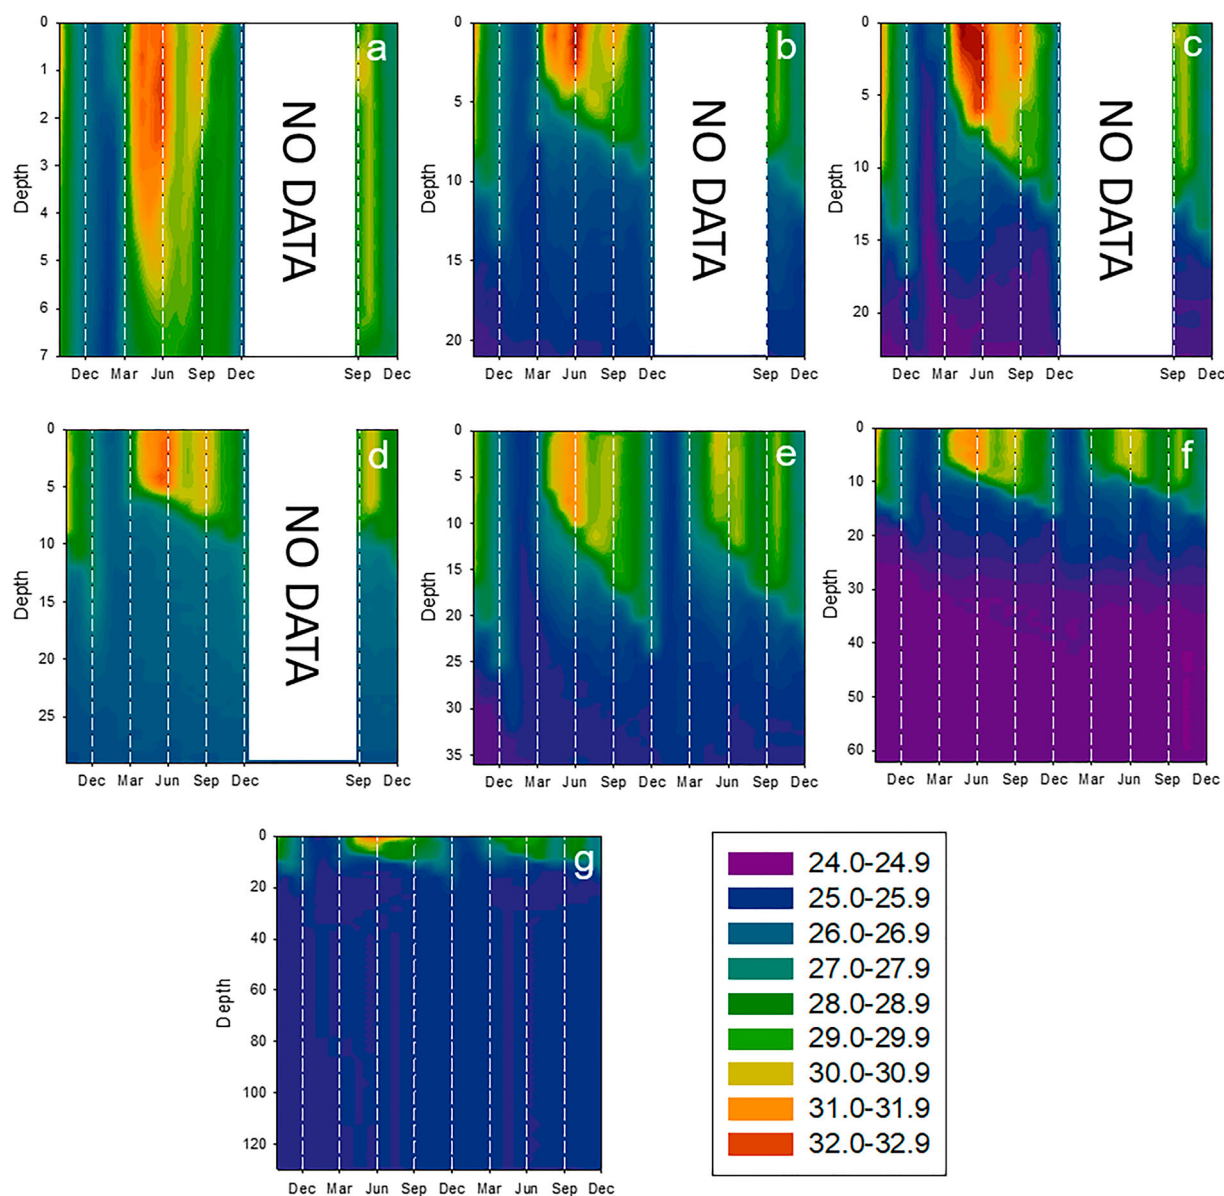 a
0
1
2
3
4
5
6
7
Depth
NO DATA
Dec Mar Jun Sep Dec Sep Dec
b
0
5
10
15
20
Depth
NO DATA
Dec Mar Jun Sep Dec Sep Dec
c
0
5
10
15
20
Depth
NO DATA
Dec Mar Jun Sep Dec Sep Dec
d
0
5
10
15
20
25
Depth
NO DATA
Dec Mar Jun Sep Dec Sep Dec
e
0
5
10
15
20
25
30
35
Depth
Dec Mar Jun Sep Dec Mar Jun Sep Dec
f
0
10
20
30
40
50
60
Depth
Dec Mar Jun Sep Dec Mar Jun Sep Dec
g
0
20
40
60
80
100
120
Depth
Dec Mar Jun Sep Dec Mar Jun Sep Dec
24.0-24.9
25.0-25.9
26.0-26.9
27.0-27.9
28.0-28.9
29.0-29.9
30.0-30.9
31.0-31.9
32.0-32.9